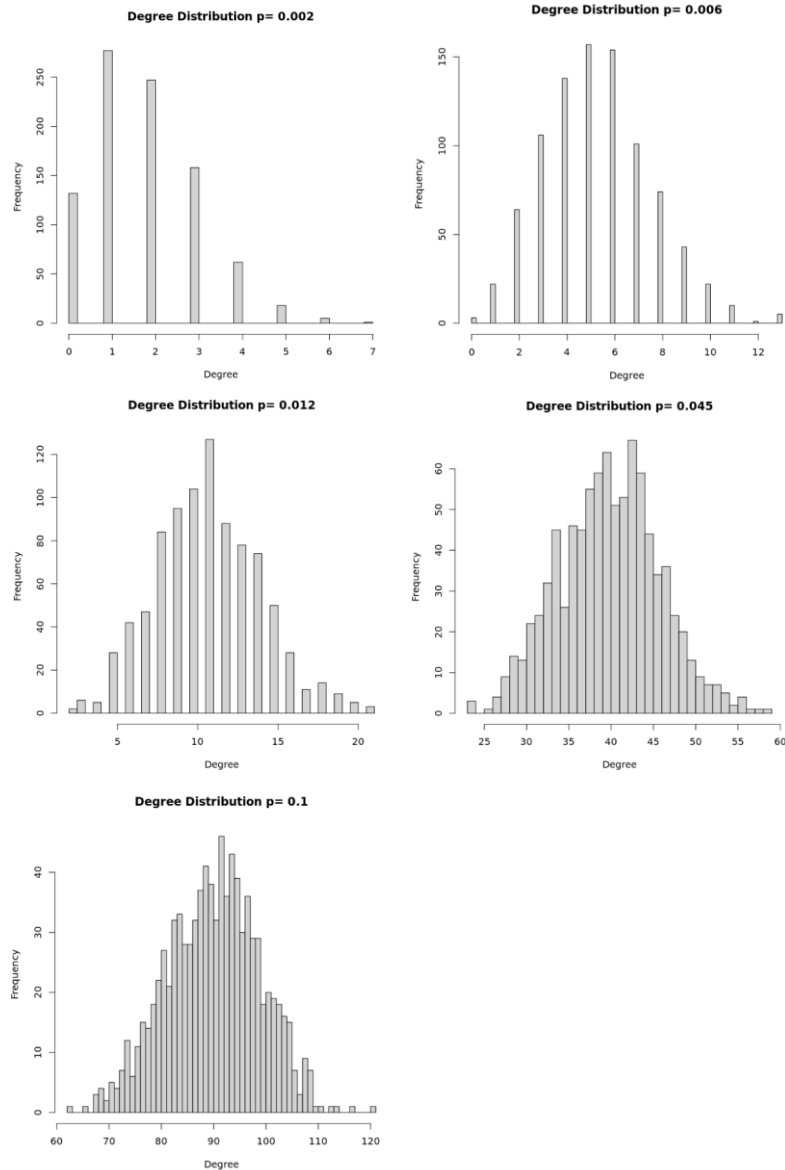 Degree Distribution p= 0.002
Frequency
0 50 100 150 200 250
0 1 2 3 4 5 6 7
Degree
Degree Distribution p= 0.006
Frequency
0 50 100 150
0 2 4 6 8 10 12
Degree
Degree Distribution p= 0.012
Frequency
0 20 40 60 80 100 120
5 10 15 20
Degree
Degree Distribution p= 0.045
Frequency
0 10 20 30 40 50 60
25 30 35 40 45 50 55 60
Degree
Degree Distribution p= 0.1
Frequency
0 10 20 30 40
60 70 80 90 100 110 120
Degree